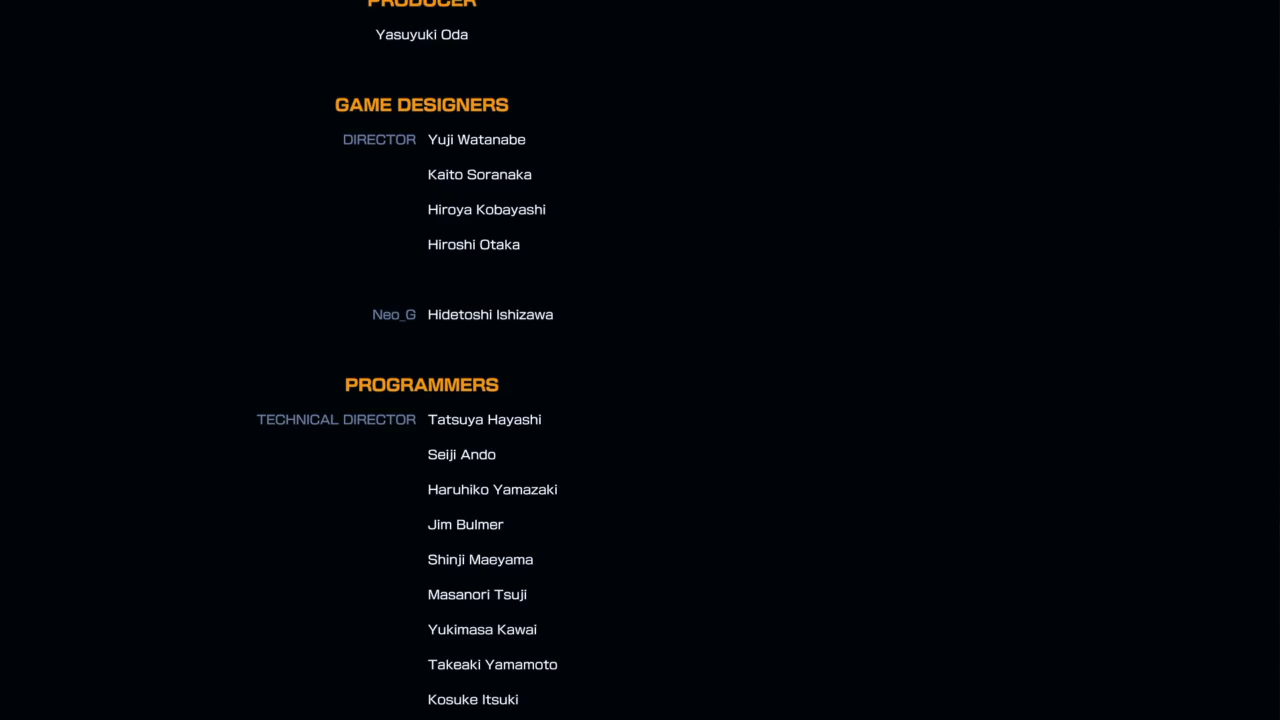 PRODUCER
Yasuyuki Oda
GAME DESIGNERS
DIRECTOR Yuji Watanabe
Kaito Soranaka
Hiroya Kobayashi
Hiroshi Otaka
Neo_G Hidetoshi Ishizawa
PROGRAMMERS
TECHNICAL DIRECTOR Tatsuya Hayashi
Seiji Ando
Haruhiko Yamazaki
Jim Bulmer
Shinji Maeyama
Masanori Tsuji
Yukimasa Kawai
Takeaki Yamamoto
Kosuke Itsuki